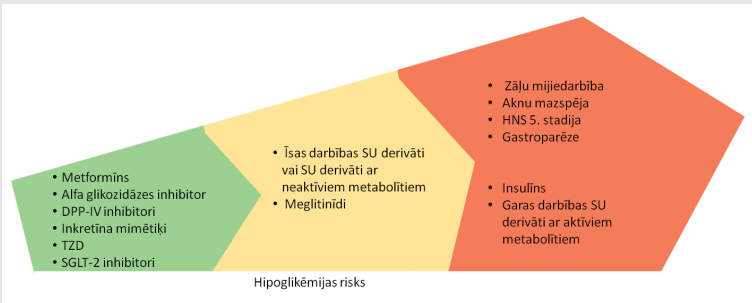 • Metformīns
• Alfa glikozidāzes inhibitor
• DPP-IV inhibitori
• Inkretīna mimētiķi
• TZD
• SGLT-2 inhibitori
• Īsas darbības SU derivāti
vai SU derivāti ar
neaktīviem metabolītiem
• Meglitinīdi
• Zāļu mijiedarbība
• Aknu mazspēja
• HNS 5. stadija
• Gastroparēze
• Insulīns
• Garas darbības SU
derivāti ar aktīviem
metabolītiem
Hipoglikēmijas risks